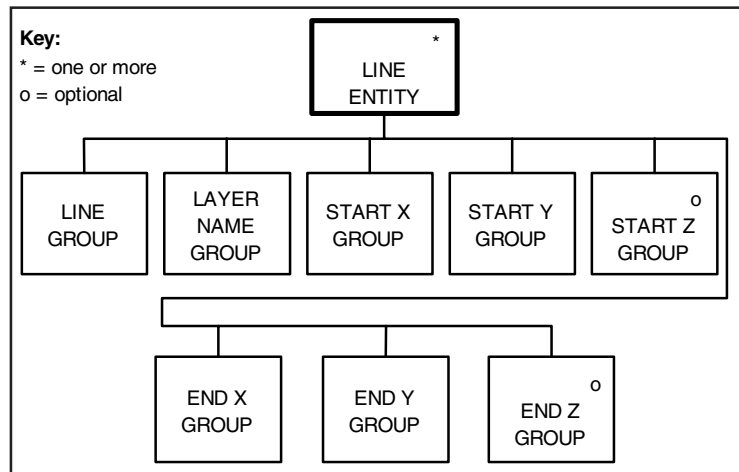 Key:
* = one or more
o = optional
*
LINE
ENTITY
LINE
GROUP
LAYER
NAME
GROUP
START X
GROUP
START Y
GROUP
o
START Z
GROUP
END X
GROUP
END Y
GROUP
o
END Z
GROUP